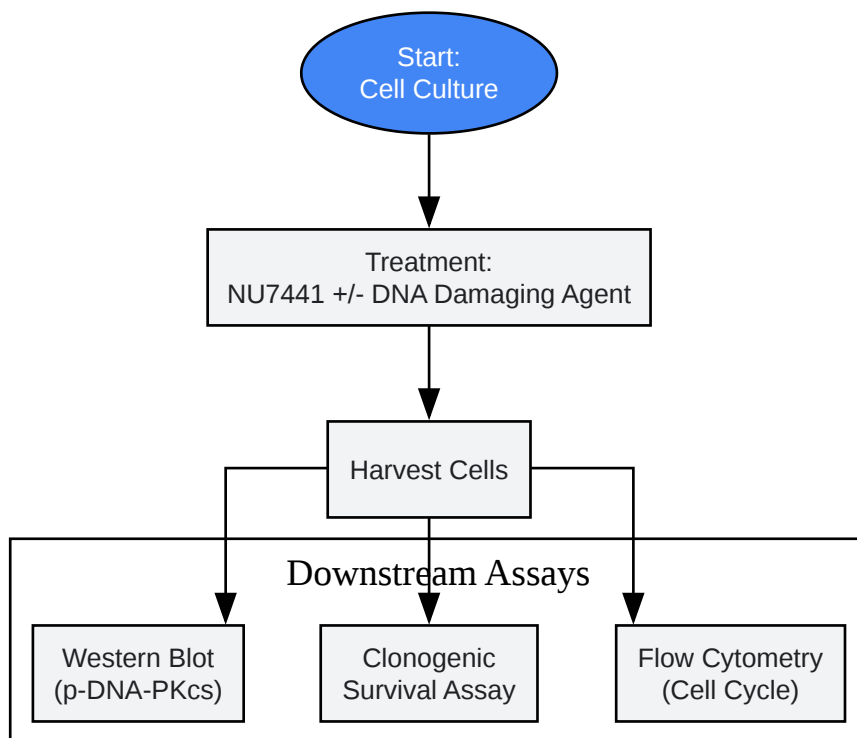 Start:
Cell Culture
Treatment:
NU7441 +/- DNA Damaging Agent
Harvest Cells
Downstream Assays
Western Blot
(p-DNA-PKcs)
Clonogenic
Survival Assay
Flow Cytometry
(Cell Cycle)